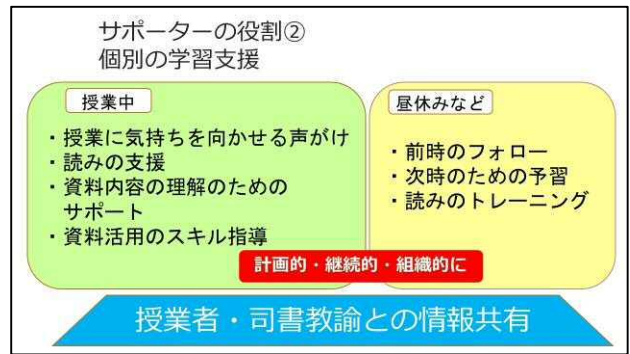 サポーターの役割②
個別の学習支援
授業中
・授業に気持ちを向かせる声がけ
・読みの支援
・資料内容の理解のための
サポート
・資料活用のスキル指導
昼休みなど
・前時のフォロー
・次時のための予習
・読みのトレーニング
計画的・継続的・組織的に
授業者・司書教諭との情報共有